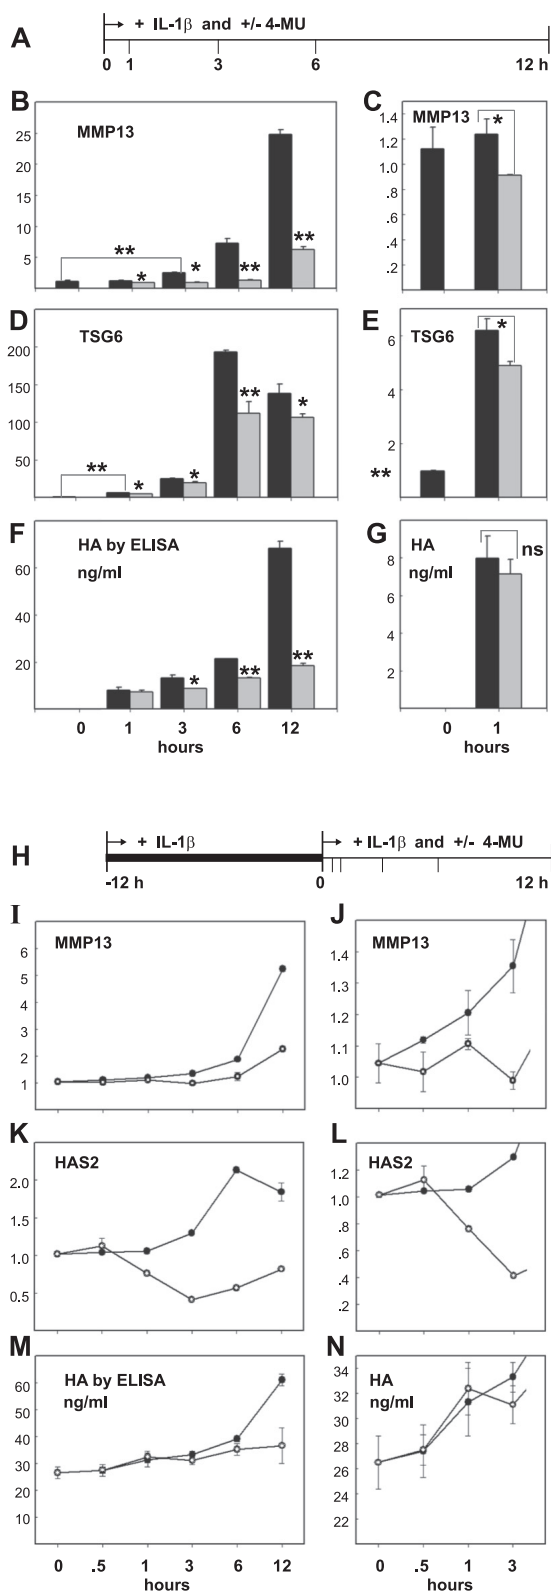 A
+ IL-1β and +/- 4-MU
0 1 3 6 12 h
B
MMP13
25
20
15
10
5
**
*
*
**
**
C
MMP13
*
1.4
1.2
1.0
.8
.6
.4
.2
D
TSG6
200
150
100
50
**
*
*
**
*
E
TSG6
*
6
4
2
**
F
HA by ELISA
ng/ml
60
40
20
*
**
**
0 1 3 6 12
hours
G
HA
ng/ml
ns
8
6
4
2
0 1
hours
H
+ IL-1β
+ IL-1β and +/- 4-MU
-12 h 0 12 h
I
MMP13
6
5
4
3
2
1
J
MMP13
1.4
1.3
1.2
1.1
1.0
K
HAS2
2.0
1.5
1.0
0.5
L
HAS2
1.2
1.0
.8
.6
.4
.2
M
HA by ELISA
ng/ml
60
50
40
30
20
10
0 .5 1 3 6 12
hours
N
HA
ng/ml
34
32
30
28
26
24
22
0 .5 1 3
hours